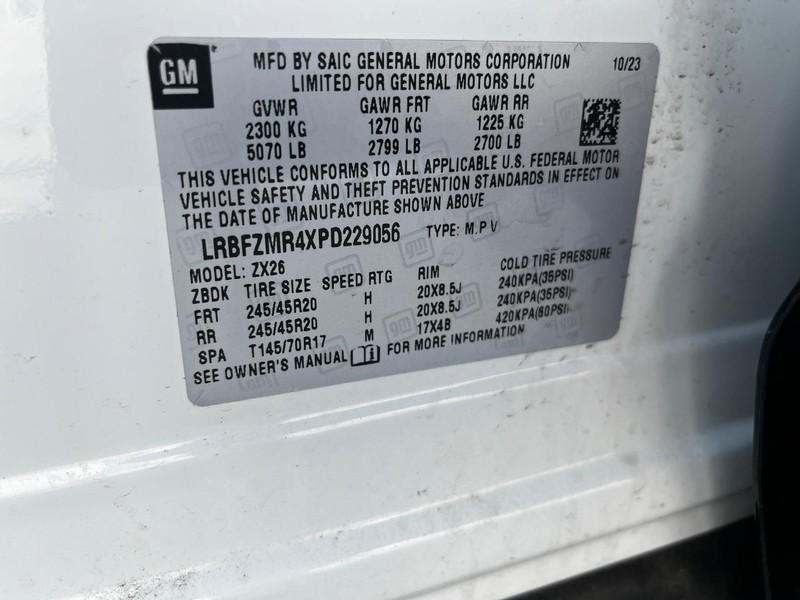 GM
MFD BY SAIC GENERAL MOTORS CORPORATION 10/23
LIMITED FOR GENERAL MOTORS LLC
GVWR GAWR FRT GAWR RR
2300 KG 1270 KG 1225 KG
5070 LB 2799 LB 2700 LB
THIS VEHICLE CONFORMS TO ALL APPLICABLE U.S. FEDERAL MOTOR
VEHICLE SAFETY AND THEFT PREVENTION STANDARDS IN EFFECT ON
THE DATE OF MANUFACTURE SHOWN ABOVE
LRBFZMR4XPD229056 TYPE: M.P.V
MODEL: ZX26
ZBDK TIRE SIZE SPEED RTG RIM COLD TIRE PRESSURE
FRT 245/45R20 H 20X8.5J 240KPA(35PSI)
RR 245/45R20 H 20X8.5J 240KPA(35PSI)
SPA T145/70R17 M 17X4B 420KPA(60PSI)
SEE OWNER'S MANUAL FOR MORE INFORMATION